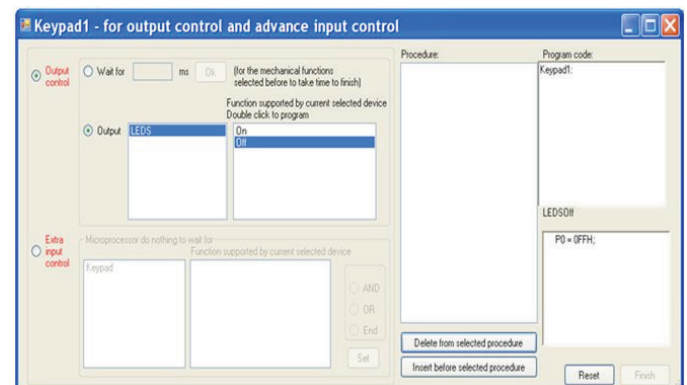 Keypad1 - for output control and advance input control
Output control
Wait for
ms
Ok
(for the mechanical functions
selected before to take time to
finish)
Function supported by current selected device
Double click to program
Output
LEDS
On
Off
Extra input control
Microprocessor do nothing to wait for
Function supported by current selected device
Keypad
AND
OR
End
Set
Procedure:
Delete from selected procedure
Insert before selected procedure
Program code:
Keypad1:
LEDSOff
P0 = 0FFH;
Reset
Finish